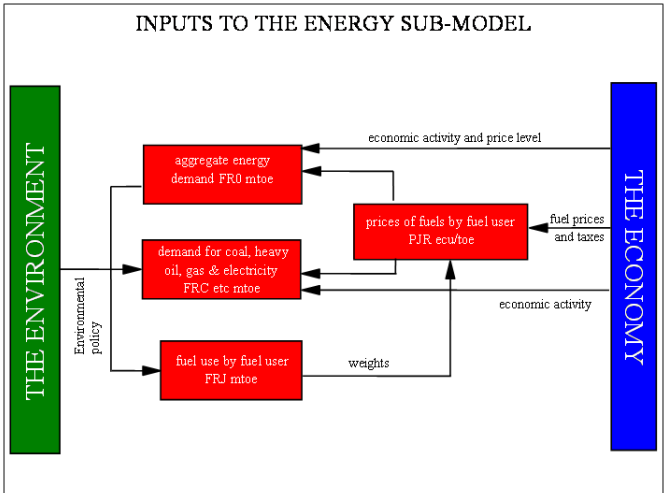 INPUTS TO THE ENERGY SUB-MODEL
THE ENVIRONMENT
THE ECONOMY
economic activity and price level
aggregate energy
demand FR0 mtoe
prices of fuels by fuel user
PJR ecu/toe
fuel prices
and taxes
demand for coal, heavy
oil, gas & electricity
FRC etc mtoe
economic activity
Environmental
policy
fuel use by fuel user
FRJ mtoe
weights